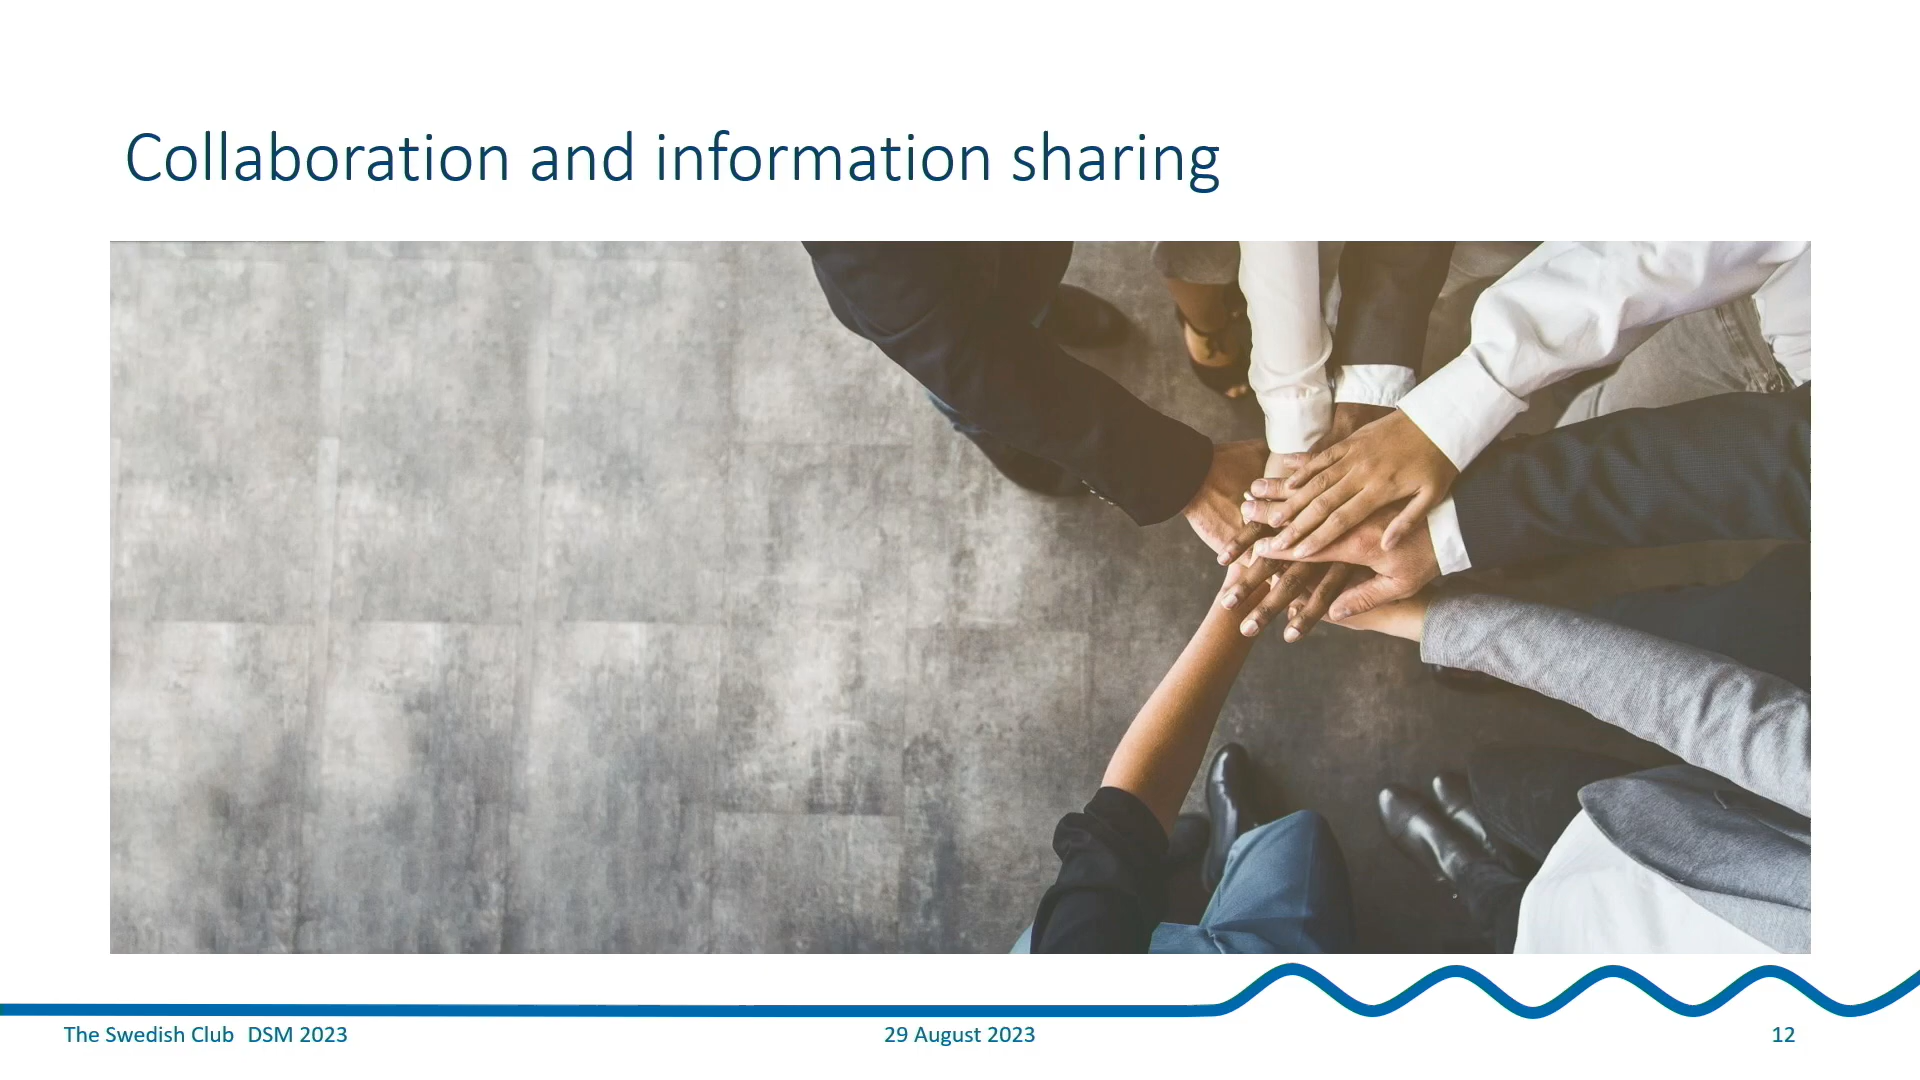 Collaboration and information sharing
The Swedish Club DSM 2023
29 August 2023
12